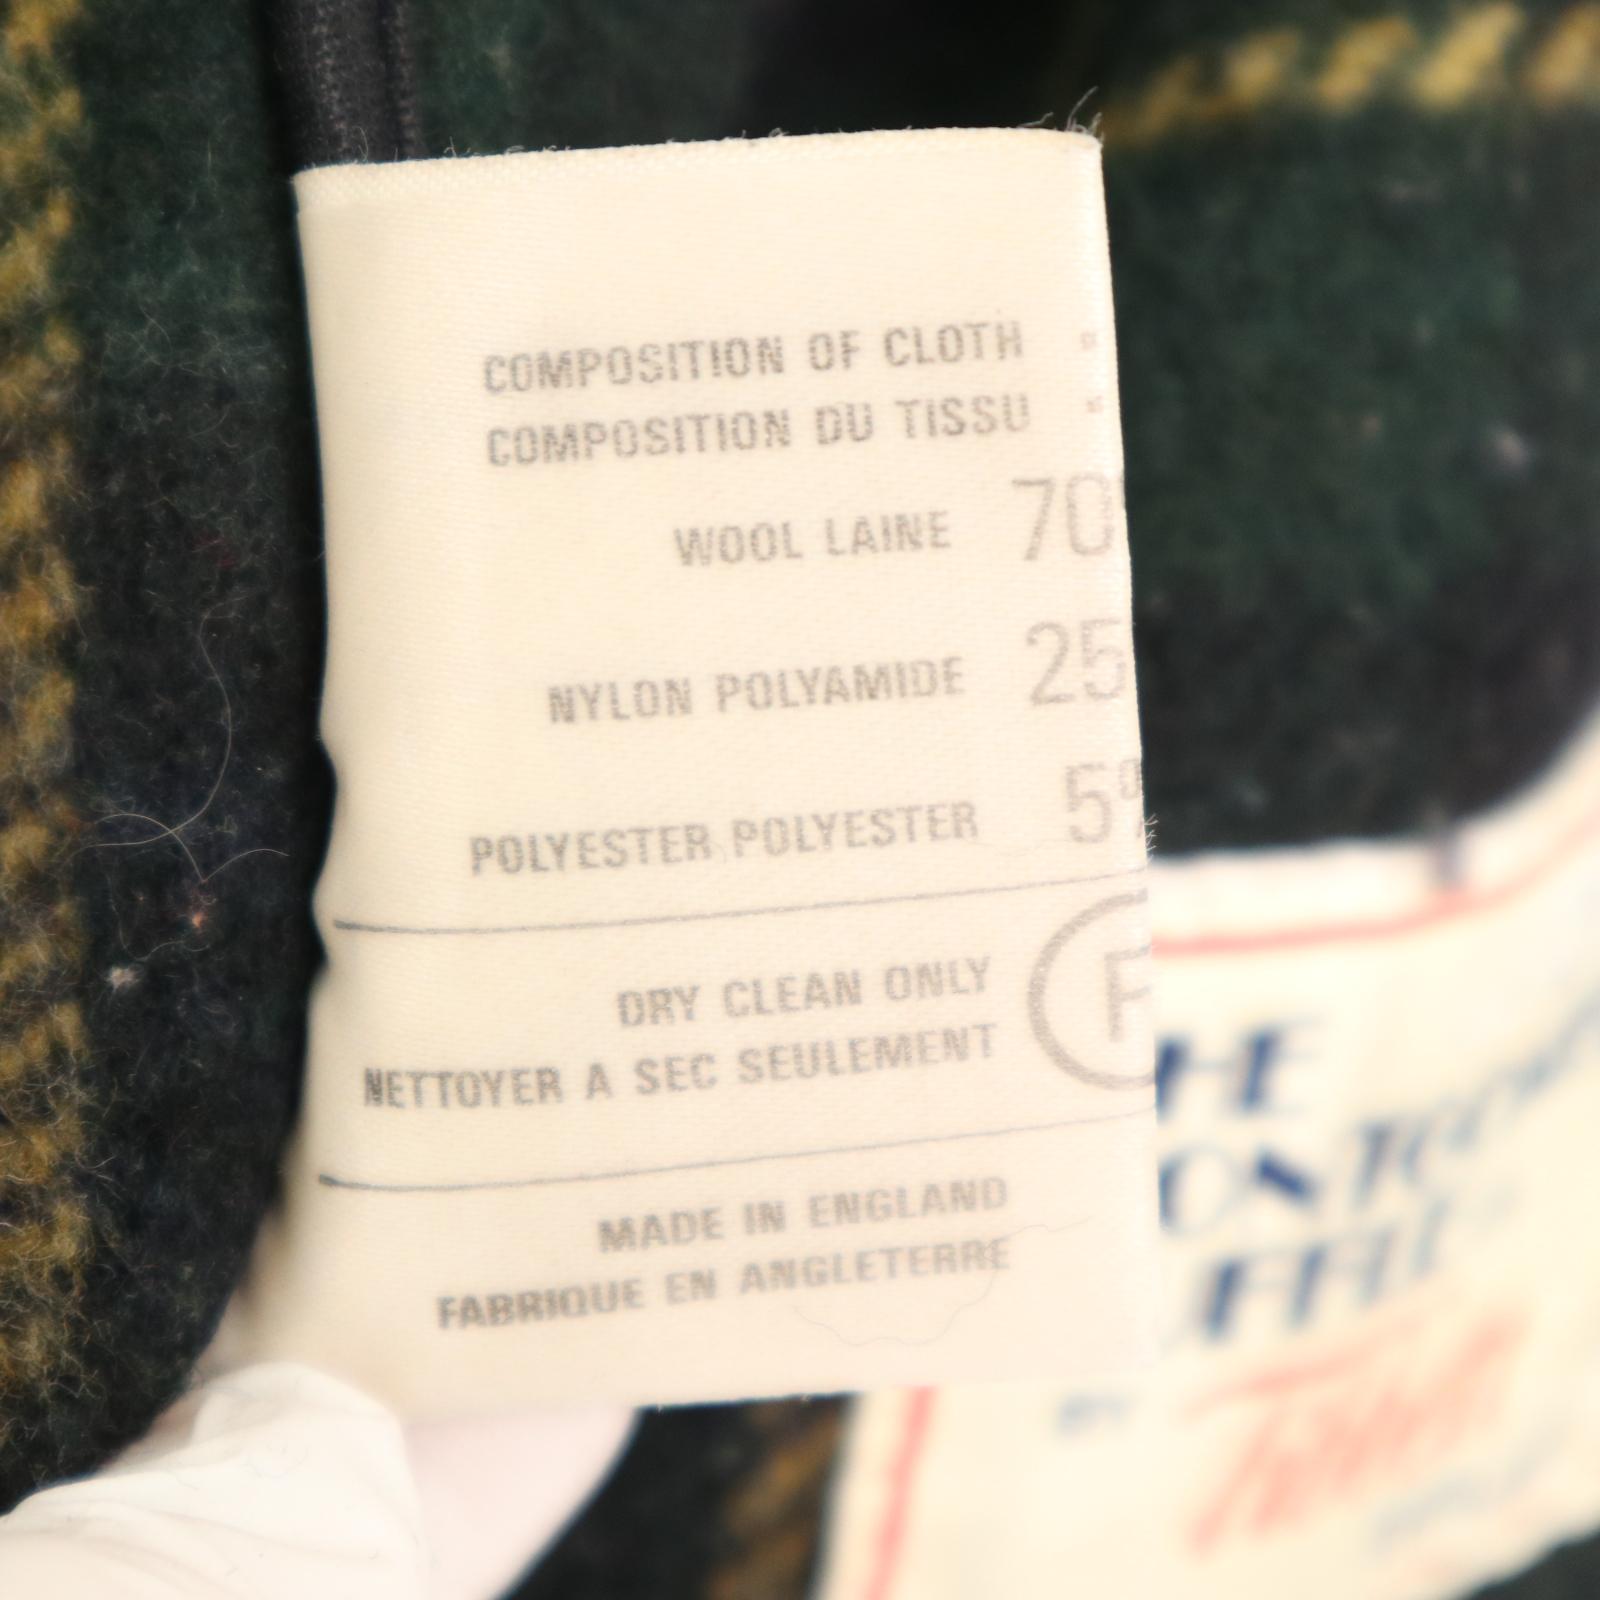 COMPOSITION OF CLOTH :
COMPOSITION DU TISSU :
WOOL LAINE 70
NYLON POLYAMIDE 25
POLYESTER POLYESTER 5%
DRY CLEAN ONLY
NETTOYER A SEC SEULEMENT
MADE IN ENGLAND
FABRIQUE EN ANGLETERRE
BY